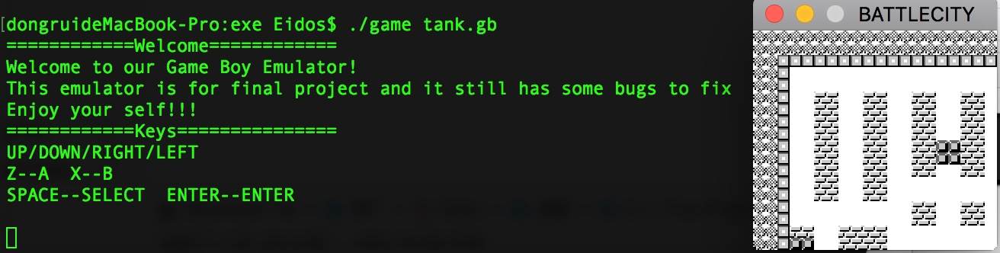 dongruideMacBook-Pro:exe Eidos$ ./game tank.gb
============Welcome============
Welcome to our Game Boy Emulator!
This emulator is for final project and it still has some bugs to fix
Enjoy your self!!!
============Keys===============
UP/DOWN/RIGHT/LEFT
Z--A  X--B
SPACE--SELECT  ENTER--ENTER
BATTLECITY